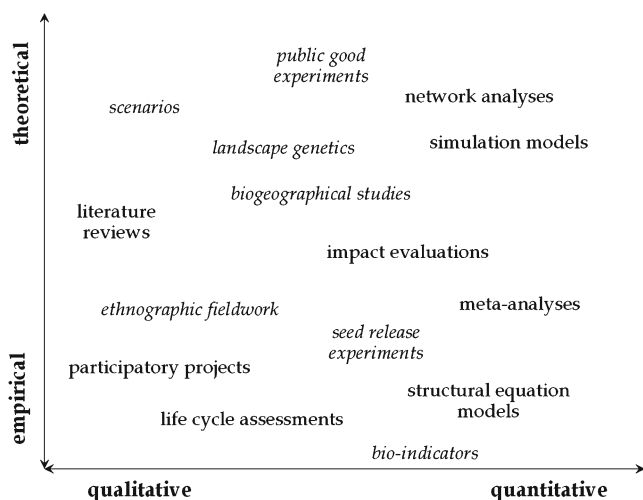 theoretical
public good
experiments
network analyses
scenarios
simulation models
landscape genetics
biogeographical studies
literature
reviews
impact evaluations
meta-analyses
ethnographic fieldwork
seed release
experiments
empirical
participatory projects
structural equation
models
life cycle assessments
bio-indicators
qualitative
quantitative